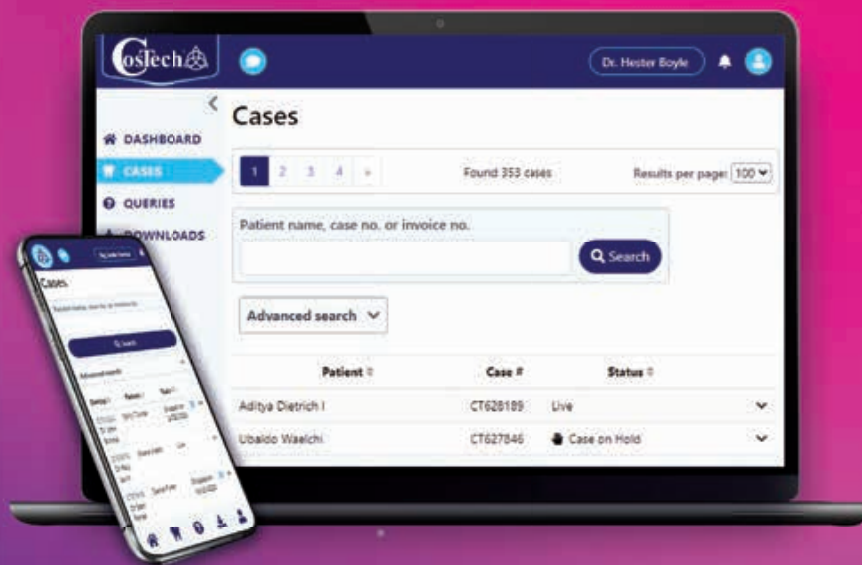 CosTech
Dr. Hester Boyle
Cases
DASHBOARD
CASES
QUERIES
DOWNLOADS
1 2 3 4 »
Found 353 cases
Results per page: 100
Patient name, case no. or invoice no.
Search
Advanced search
Patient Case # Status
Aditya Dietrich I CT628189 Live
Ubaldo Waelchi CT627846 Case on Hold
Cases
Search
Advanced search